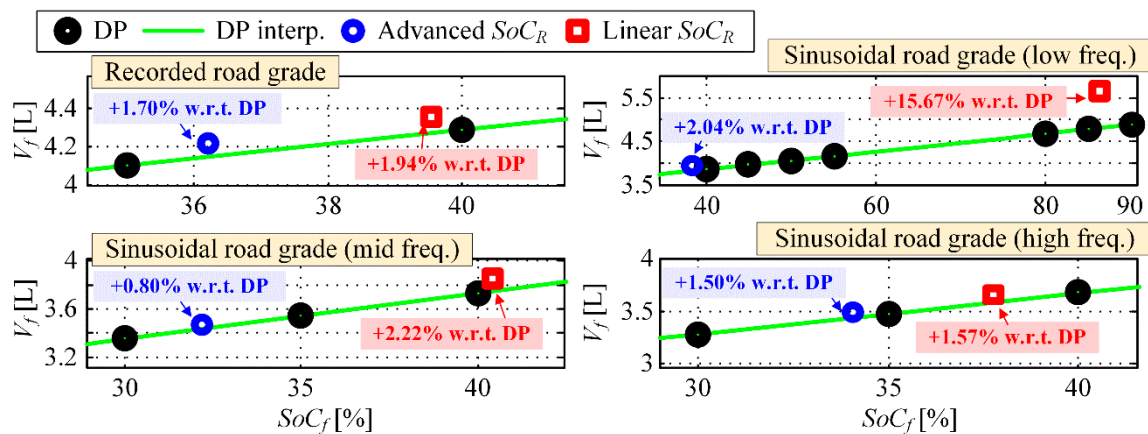 DP DP interp. Advanced SoC_R Linear SoC_R
Recorded road grade
V_f [L]
4.4
4.2
4
+1.70% w.r.t. DP
+1.94% w.r.t. DP
36 38 40
Sinusoidal road grade (low freq.)
V_f [L]
5.5
4.5
3.5
+15.67% w.r.t. DP
+2.04% w.r.t. DP
40 60 80 90
Sinusoidal road grade (mid freq.)
V_f [L]
4
3.6
3.2
+0.80% w.r.t. DP
+2.22% w.r.t. DP
30 35 40
SoC_f [%]
Sinusoidal road grade (high freq.)
V_f [L]
4
3.5
3
+1.50% w.r.t. DP
+1.57% w.r.t. DP
30 35 40
SoC_f [%]